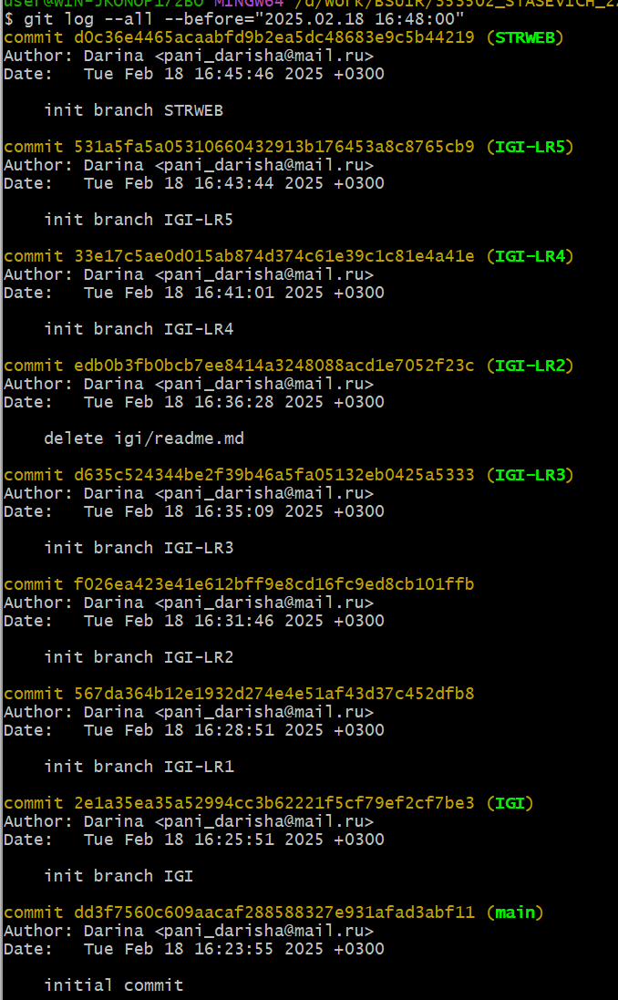 $ git log --all --before="2025.02.18 16:48:00"
commit d0c36e4465acaabfd9b2ea5dc48683e9c5b44219 (STRWEB)
Author: Darina <pani_darisha@mail.ru>
Date:   Tue Feb 18 16:45:46 2025 +0300
    init branch STRWEB
commit 531a5fa5a05310660432913b176453a8c8765cb9 (IGI-LR5)
Author: Darina <pani_darisha@mail.ru>
Date:   Tue Feb 18 16:43:44 2025 +0300
    init branch IGI-LR5
commit 33e17c5ae0d015ab874d374c61e39c1c81e4a41e (IGI-LR4)
Author: Darina <pani_darisha@mail.ru>
Date:   Tue Feb 18 16:41:01 2025 +0300
    init branch IGI-LR4
commit edb0b3fb0bcb7ee8414a3248088acd1e7052f23c (IGI-LR2)
Author: Darina <pani_darisha@mail.ru>
Date:   Tue Feb 18 16:36:28 2025 +0300
    delete igi/readme.md
commit d635c524344be2f39b46a5fa05132eb0425a5333 (IGI-LR3)
Author: Darina <pani_darisha@mail.ru>
Date:   Tue Feb 18 16:35:09 2025 +0300
    init branch IGI-LR3
commit f026ea423e41e612bff9e8cd16fc9ed8cb101ffb
Author: Darina <pani_darisha@mail.ru>
Date:   Tue Feb 18 16:31:46 2025 +0300
    init branch IGI-LR2
commit 567da364b12e1932d274e4e51af43d37c452dfb8
Author: Darina <pani_darisha@mail.ru>
Date:   Tue Feb 18 16:28:51 2025 +0300
    init branch IGI-LR1
commit 2e1a35ea35a52994cc3b62221f5cf79ef2cf7be3 (IGI)
Author: Darina <pani_darisha@mail.ru>
Date:   Tue Feb 18 16:25:51 2025 +0300
    init branch IGI
commit dd3f7560c609aacaf288588327e931afad3abf11 (main)
Author: Darina <pani_darisha@mail.ru>
Date:   Tue Feb 18 16:23:55 2025 +0300
    initial commit